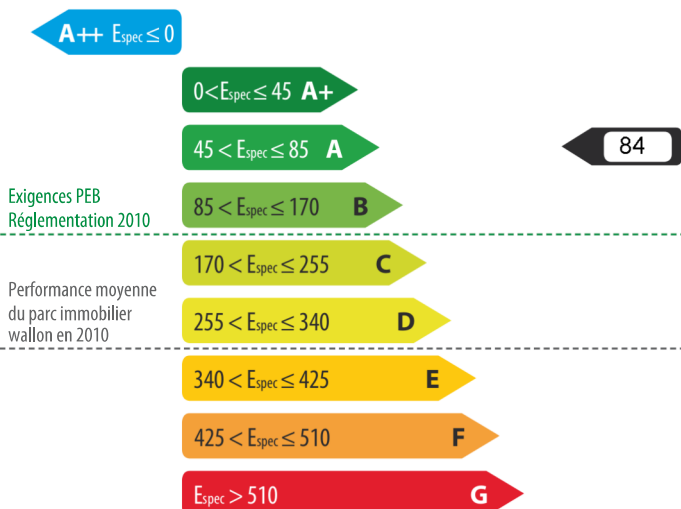 A++ Espec ≤ 0
0<Espec ≤ 45 A+
45 < Espec ≤ 85 A
84
Exigences PEB
Réglementation 2010
85 < Espec ≤ 170 B
170 < Espec ≤ 255 C
Performance moyenne
du parc immobilier
wallon en 2010
255 < Espec ≤ 340 D
340 < Espec ≤ 425 E
425 < Espec ≤ 510 F
Espec > 510 G